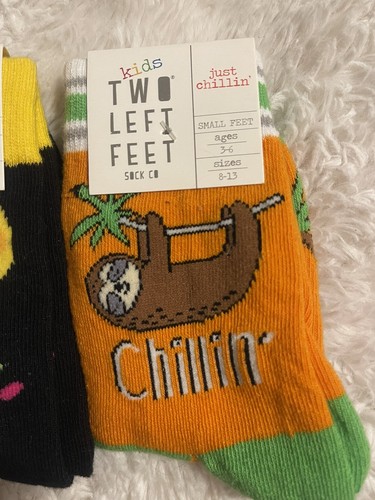 kids
TWO
LEFT
FEET
SOCK CO
just
chillin'
SMALL FEET
ages
3-6
sizes
8-13
Chillin'